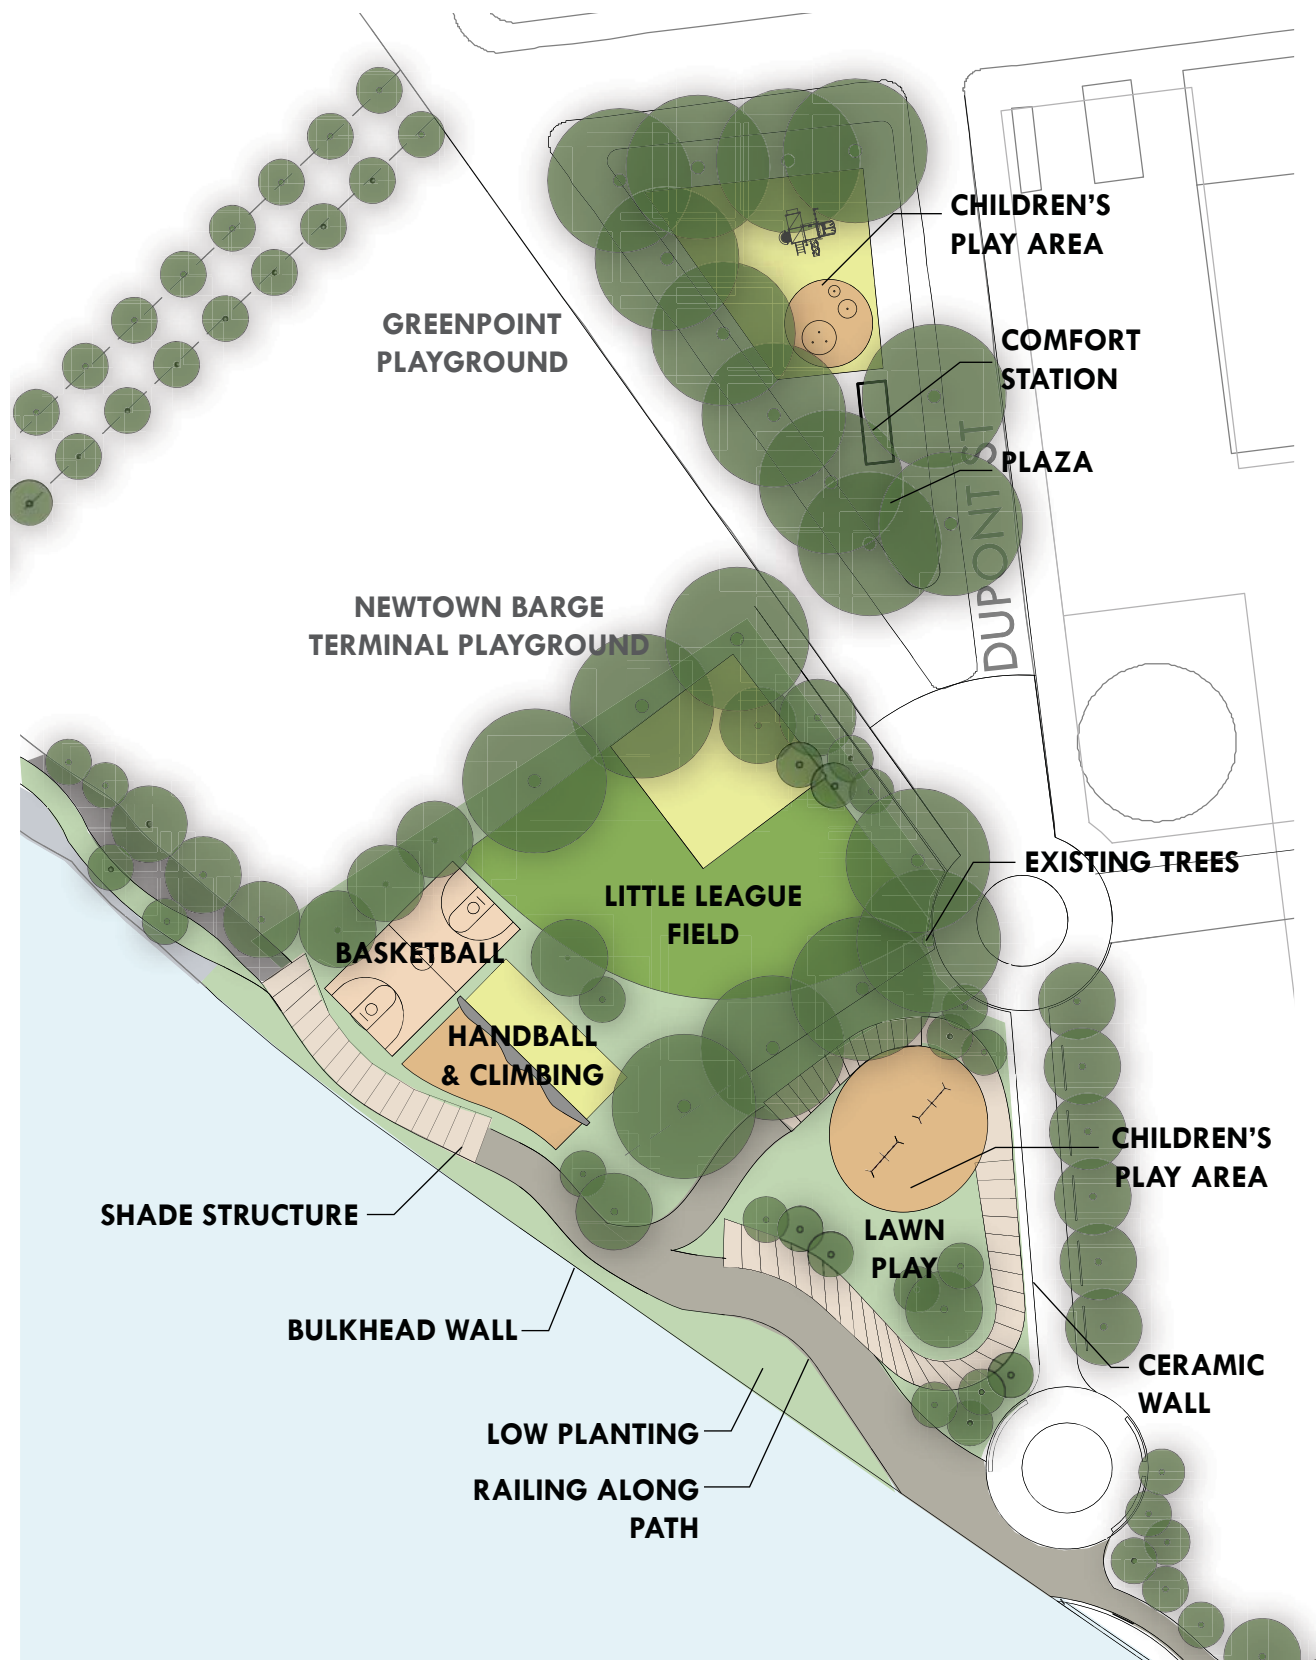 CHILDREN'S
PLAY AREA
GREENPOINT
PLAYGROUND
COMFORT
STATION
PLAZA
DUPONT ST
NEWTOWN BARGE
TERMINAL PLAYGROUND
EXISTING TREES
LITTLE LEAGUE
FIELD
BASKETBALL
HANDBALL
& CLIMBING
CHILDREN'S
PLAY AREA
SHADE STRUCTURE
LAWN
PLAY
BULKHEAD WALL
CERAMIC
WALL
LOW PLANTING
RAILING ALONG
PATH